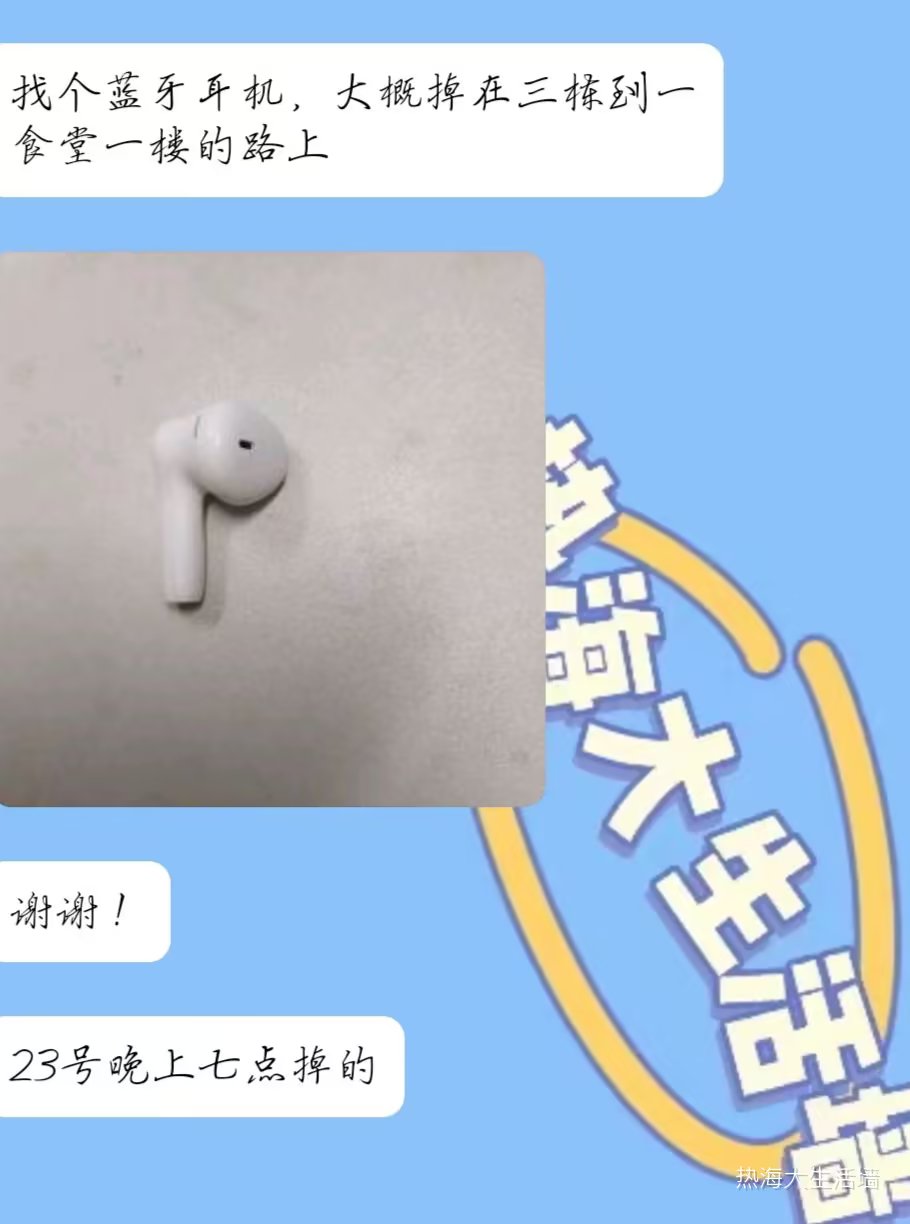 找个蓝牙耳机，大概掉在三栋到一
食堂一楼的路上
热海大生活墙
谢谢！
23号晚上七点掉的
热海大生活墙